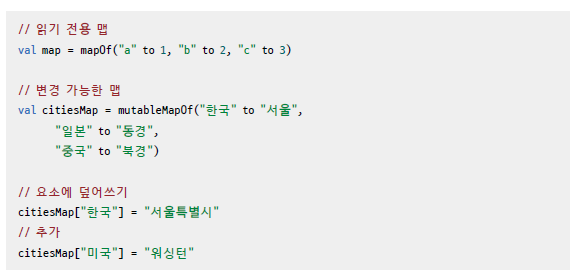 // 읽기 전용 맵
val map = mapOf("a" to 1, "b" to 2, "c" to 3)
// 변경 가능한 맵
val citiesMap = mutableMapOf("한국" to "서울",
"일본" to "동경",
"중국" to "북경")
// 요소에 덮어쓰기
citiesMap["한국"] = "서울특별시"
// 추가
citiesMap["미국"] = "워싱턴"